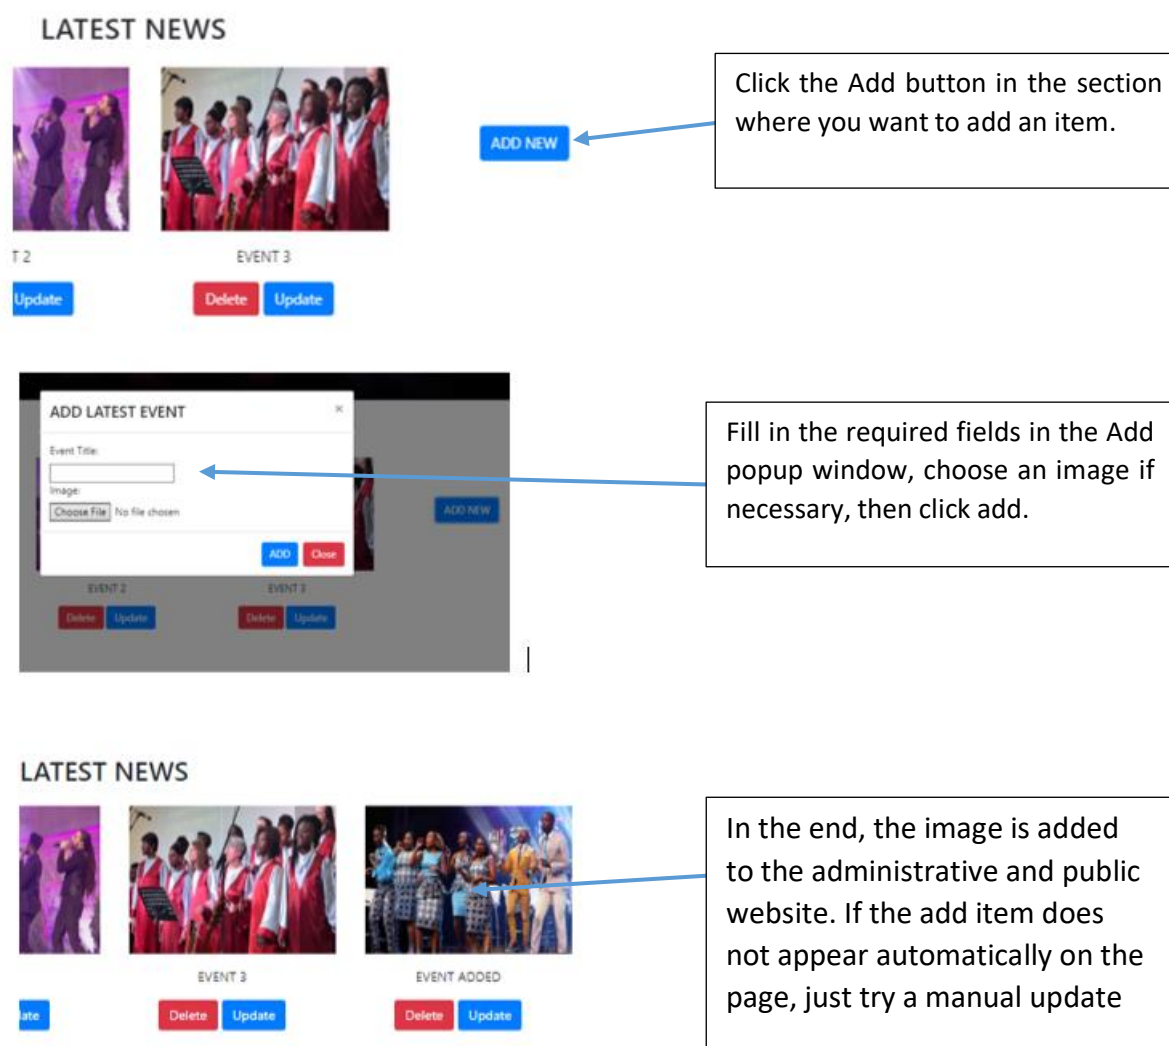 LATEST NEWS
Click the Add button in the section
where you want to add an item.
ADD NEW
T 2
EVENT 3
Update
Delete
Update
ADD LATEST EVENT
×
Event Title:
Image:
Choose File
No file chosen
ADD
Close
ADD NEW
EVENT 2
EVENT 3
Delete
Update
Delete
Update
Fill in the required fields in the Add
popup window, choose an image if
necessary, then click add.
LATEST NEWS
EVENT 3
EVENT ADDED
date
Delete
Update
Delete
Update
In the end, the image is added
to the administrative and public
website. If the add item does
not appear automatically on the
page, just try a manual update